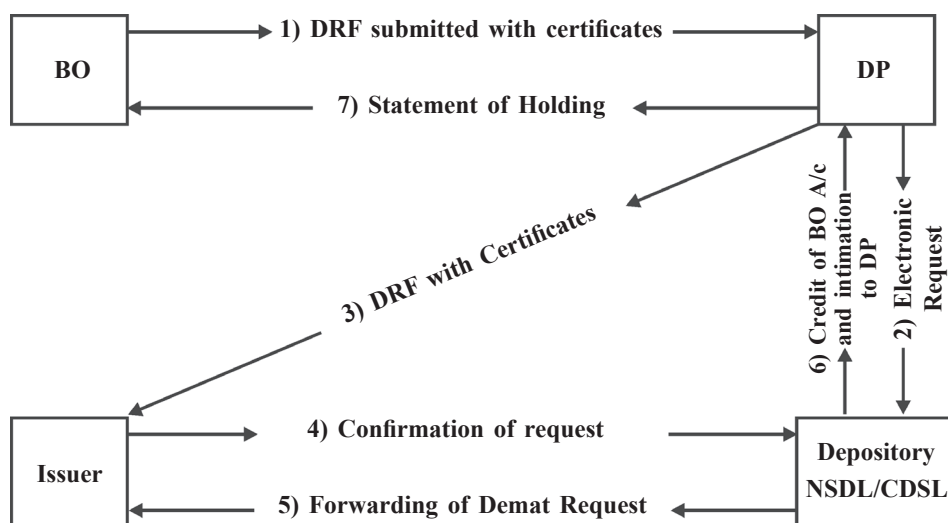 1) DRF submitted with certificates
BO
DP
7) Statement of Holding
3) DRF with Certificates
6) Credit of BO A/c
and intimation
to DP
2) Electronic
Request
4) Confirmation of request
Issuer
Depository
NSDL/CDSL
5) Forwarding of Demat Request